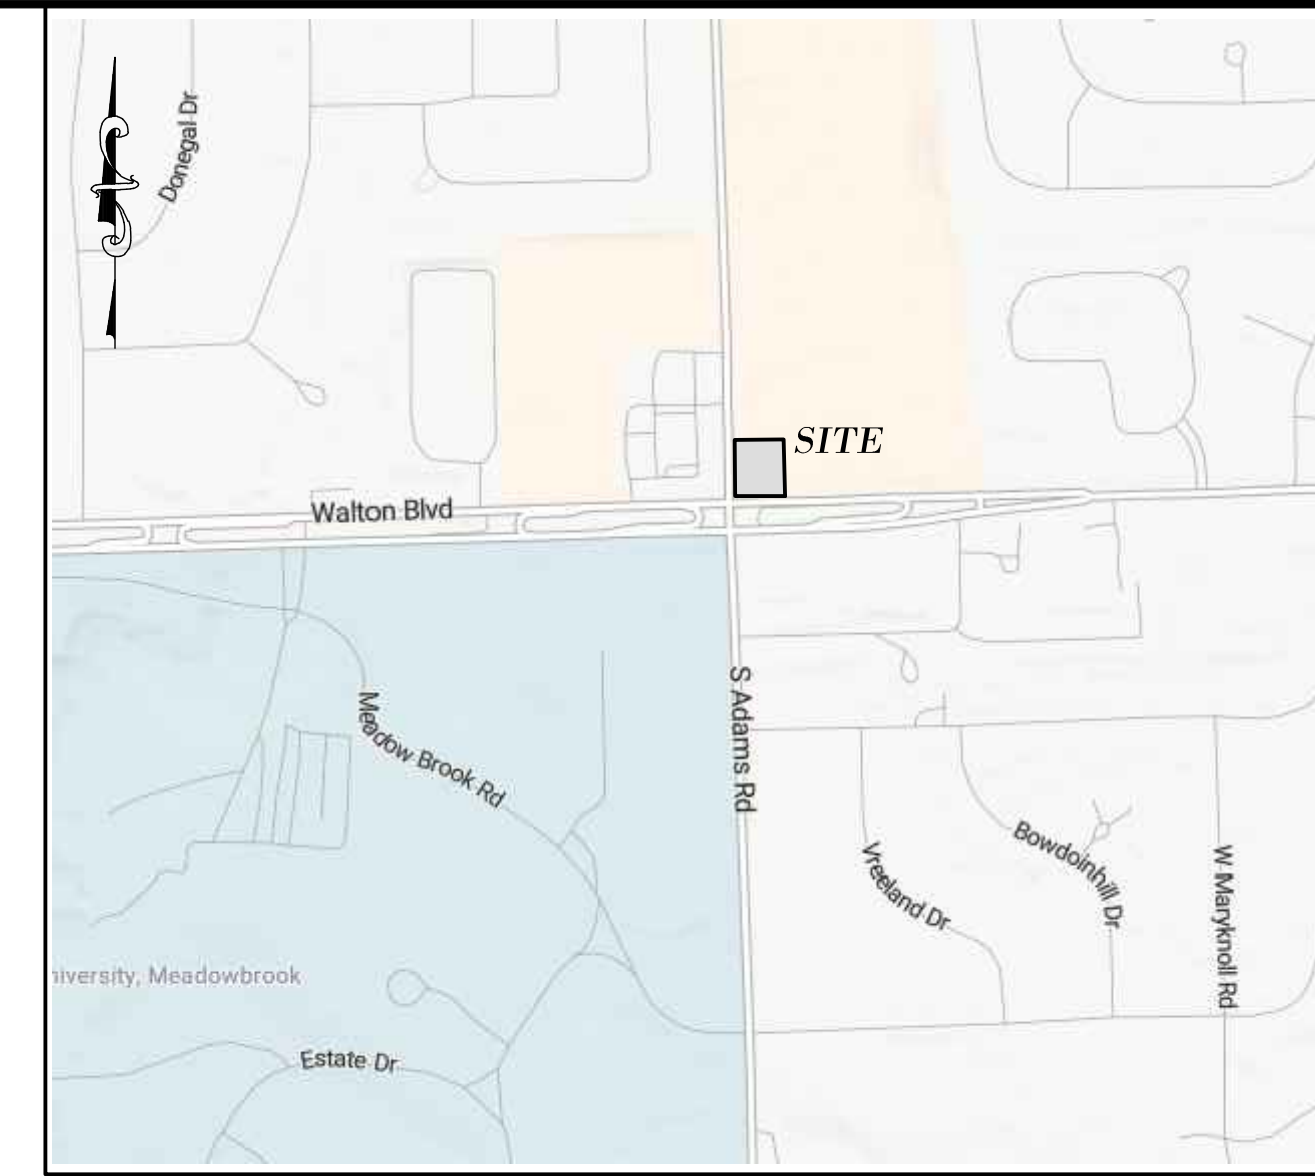 Donegal Dr
SITE
Walton Blvd
Meadow Brook Rd
S Adams Rd
Bowdoinhill Dr
Vreeland Dr
W Maryknoll Rd
niversity, Meadowbrook
Estate Dr